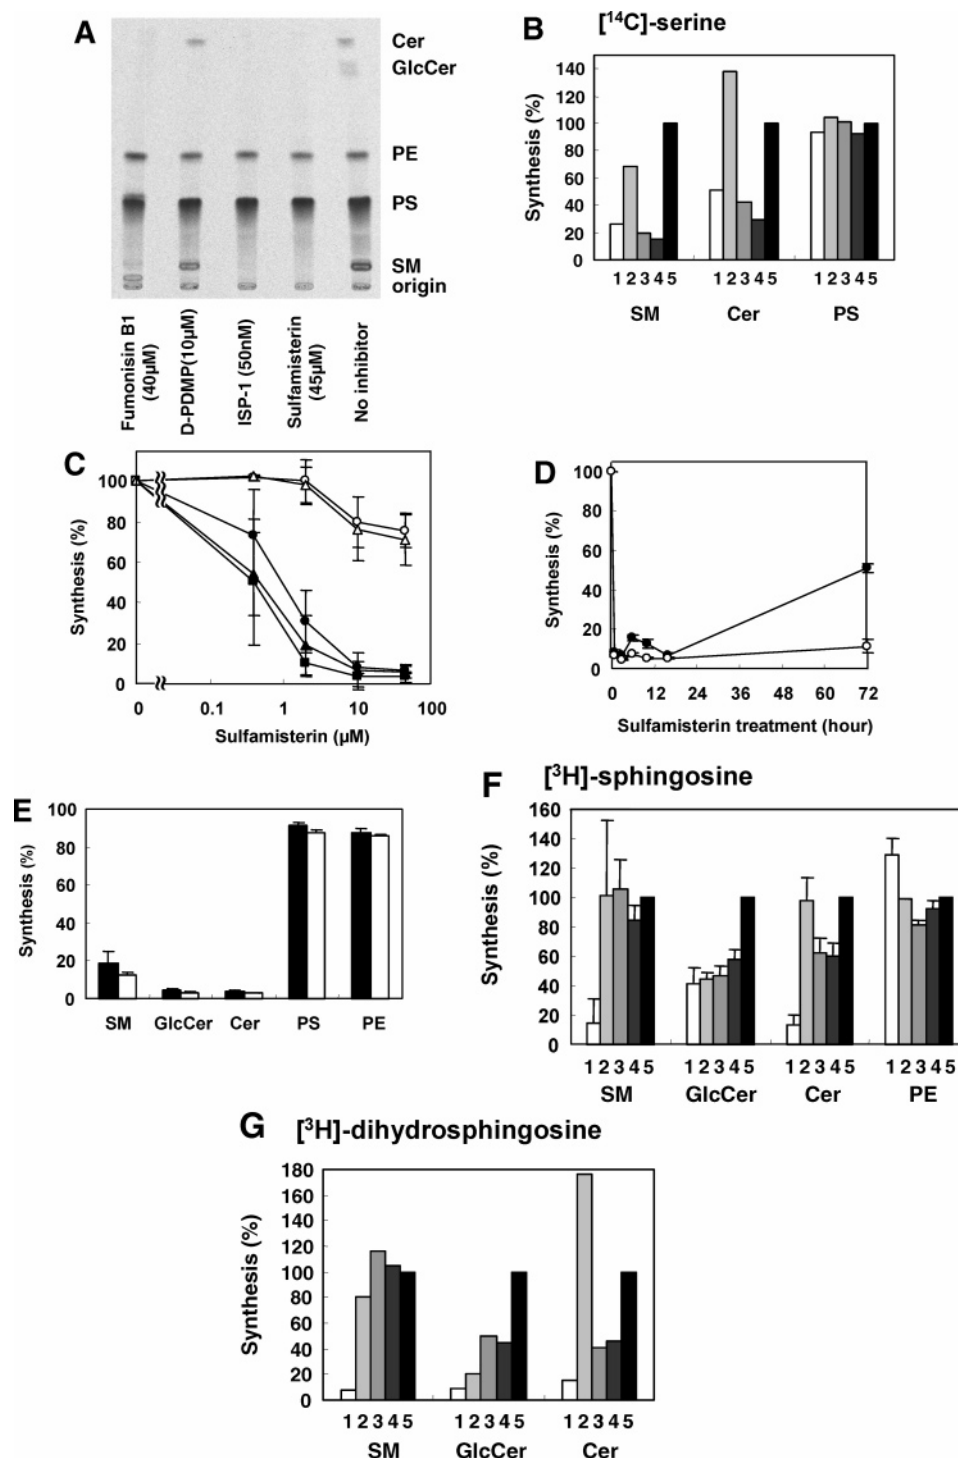 A
Cer
GlcCer
PE
PS
SM
origin
Fumonisin B1
(40μM)
D-PDMP(10μM)
ISP-1 (50nM)
Sulfamisterin
(45μM)
No inhibitor
B [14C]-serine
Synthesis (%)
140
120
100
80
60
40
20
0
1 2 3 4 5 1 2 3 4 5 1 2 3 4 5
SM Cer PS
C
Synthesis (%)
100
80
60
40
20
0
0 0.1 1 10 100
Sulfamisterin (μM)
D
Synthesis (%)
100
80
60
40
20
0
0 12 24 36 48 60 72
Sulfamisterin treatment (hour)
E
Synthesis (%)
100
80
60
40
20
0
SM GlcCer Cer PS PE
F [3H]-sphingosine
Synthesis (%)
160
140
120
100
80
60
40
20
0
1 2 3 4 5 1 2 3 4 5 1 2 3 4 5 1 2 3 4 5
SM GlcCer Cer PE
G [3H]-dihydrosphingosine
Synthesis (%)
180
160
140
120
100
80
60
40
20
0
1 2 3 4 5 1 2 3 4 5 1 2 3 4 5
SM GlcCer Cer